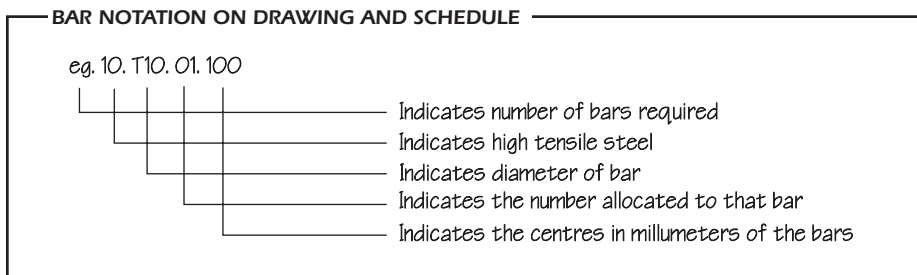 BAR NOTATION ON DRAWING AND SCHEDULE
eg. 10. T10. 01. 100
Indicates number of bars required
Indicates high tensile steel
Indicates diameter of bar
Indicates the number allocated to that bar
Indicates the centres in millumeters of the bars